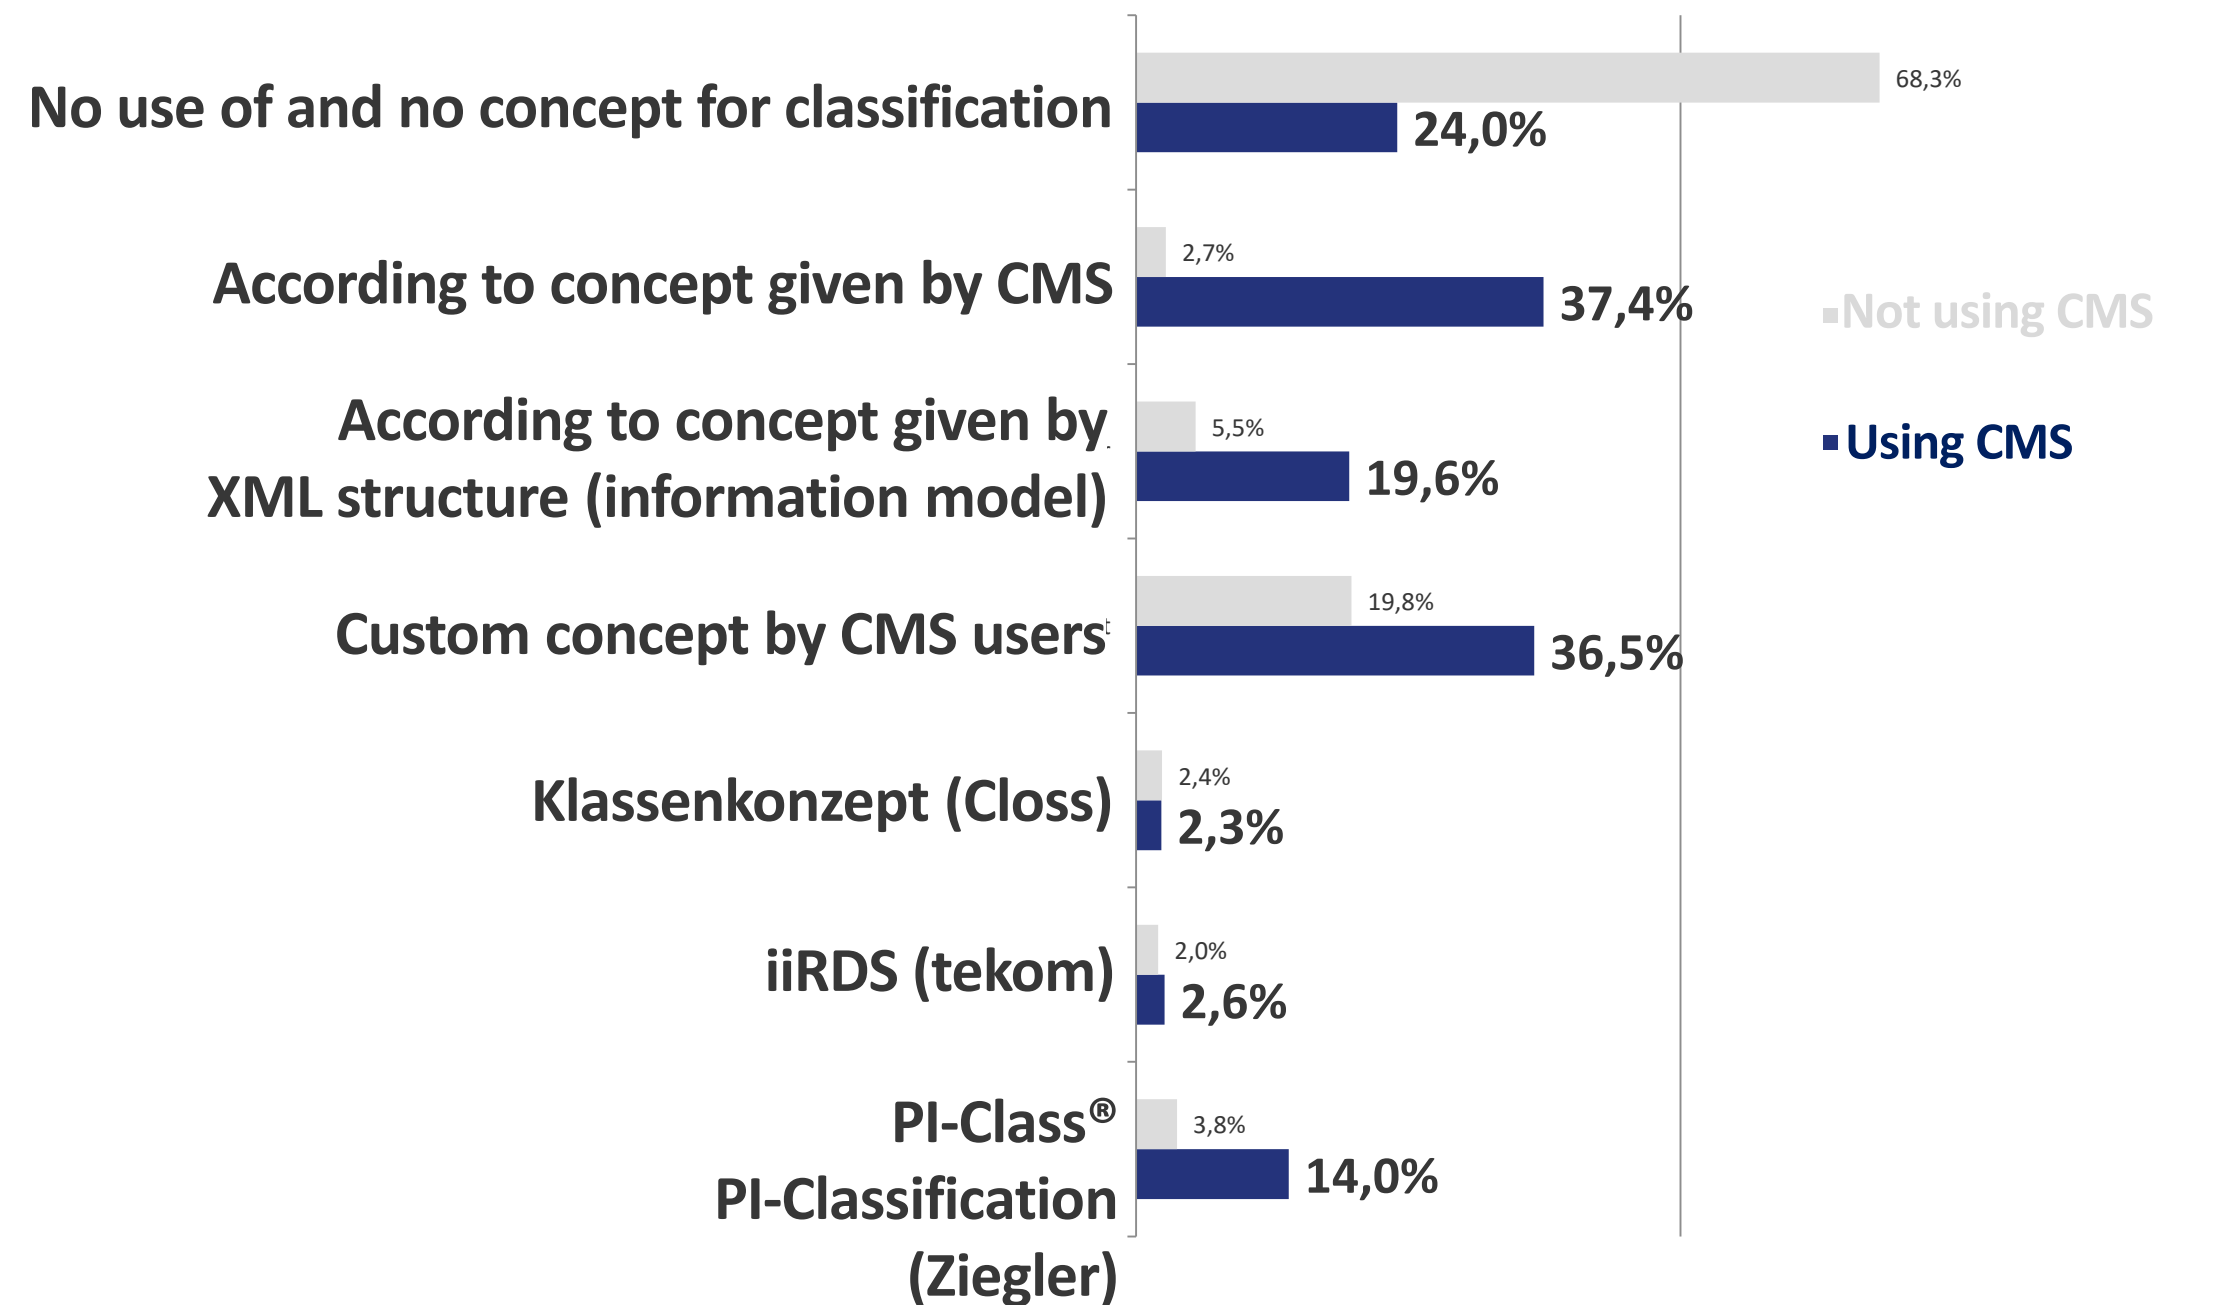 No use of and no concept for classification
68,3%
24,0%
According to concept given by CMS
2,7%
37,4%
According to concept given by
XML structure (information model)
5,5%
19,6%
Custom concept by CMS users
19,8%
36,5%
Klassenkonzept (Closs)
2,4%
2,3%
iiRDS (tekom)
2,0%
2,6%
PI-Class®
PI-Classification
(Ziegler)
3,8%
14,0%
Not using CMS
Using CMS